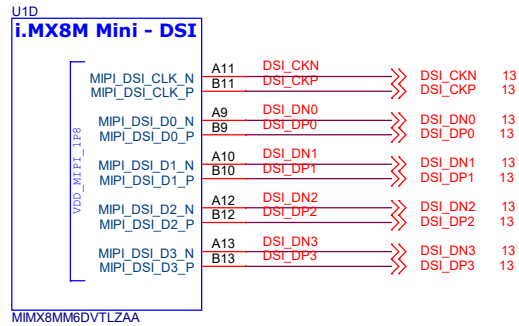 U1D
i.MX8M Mini - DSI
VDD_MIPI_1P8
MIPI_DSI_CLK_N A11 DSI_CKN DSI_CKN 13
MIPI_DSI_CLK_P B11 DSI_CKP DSI_CKP 13
MIPI_DSI_D0_N A9 DSI_DN0 DSI_DN0 13
MIPI_DSI_D0_P B9 DSI_DP0 DSI_DP0 13
MIPI_DSI_D1_N A10 DSI_DN1 DSI_DN1 13
MIPI_DSI_D1_P B10 DSI_DP1 DSI_DP1 13
MIPI_DSI_D2_N A12 DSI_DN2 DSI_DN2 13
MIPI_DSI_D2_P B12 DSI_DP2 DSI_DP2 13
MIPI_DSI_D3_N A13 DSI_DN3 DSI_DN3 13
MIPI_DSI_D3_P B13 DSI_DP3 DSI_DP3 13
MIMX8MM6DVTLZAA